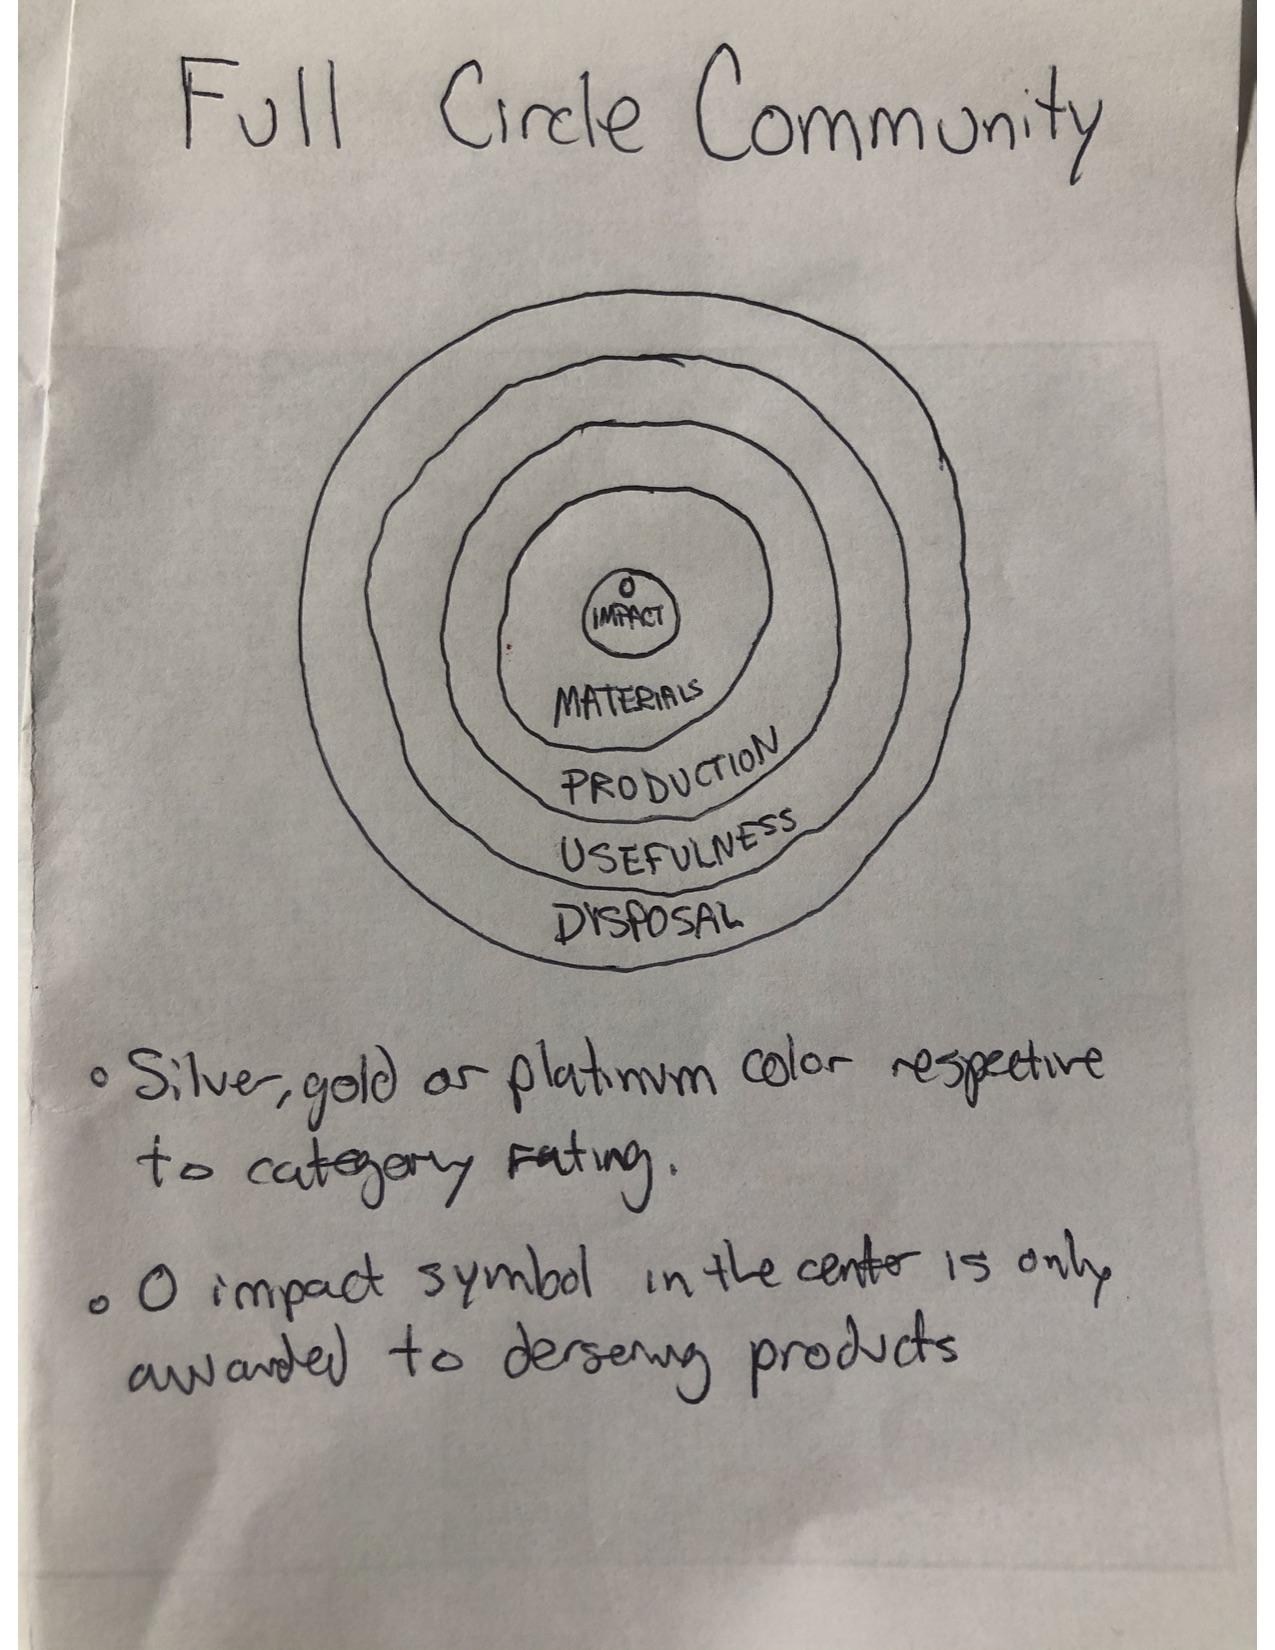 Full Circle Community
0
IMPACT
MATERIALS
PRODUCTION
USEFULNESS
DISPOSAL
• Silver, gold or platinum color respective
to category rating.
• 0 impact symbol in the center is only
awarded to derserving products